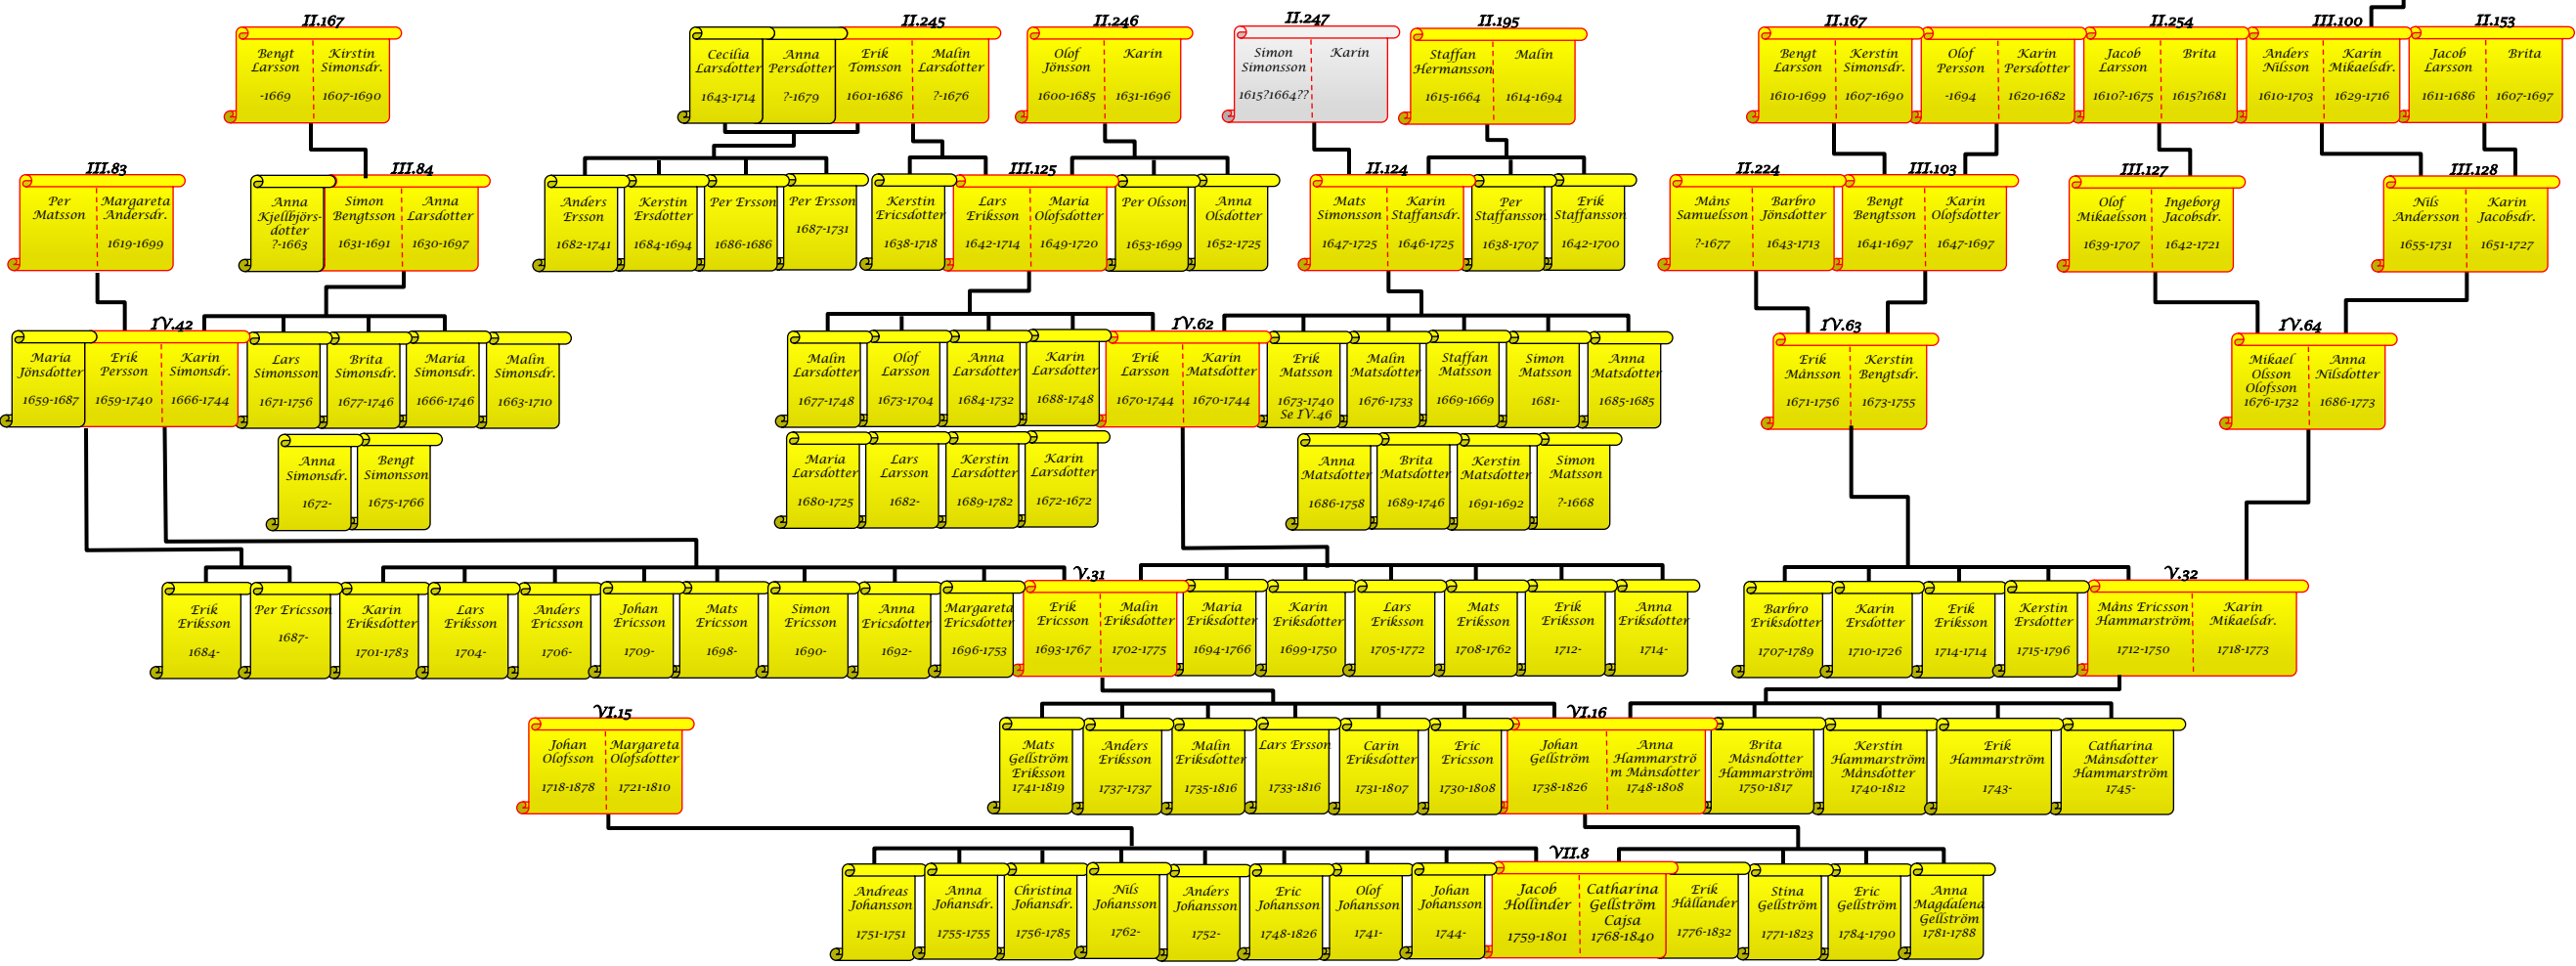 II.167
Bengt
Larsson
-1669
Kirstin
Simonsdr.
1607-1690
II.245
Cecilia
Larsdotter
1643-1714
Anna
Persdotter
?-1679
Erik
Tomsson
1601-1686
Malin
Larsdotter
?-1676
II.246
Olof
Jönsson
1600-1685
Karin
1631-1696
II.247
Simon
Simonsson
1615?1664??
Karin
II.195
Staffan
Hermansson
1615-1664
Malin
1614-1694
II.167
Bengt
Larsson
1610-1699
Kerstin
Simonsdr.
1607-1690
Olof
Persson
-1694
Karin
Persdotter
1620-1682
II.254
Jacob
Larsson
1610?-1675
Brita
1615?1681
III.100
Anders
Nilsson
1610-1703
Karin
Mikaelsdr.
1629-1716
II.153
Jacob
Larsson
1611-1686
Brita
1607-1697
III.83
Per
Matsson
Margareta
Andersdr.
1619-1699
III.84
Anna
Kjellbjörs-
dotter
?-1663
Simon
Bengtsson
1631-1691
Anna
Larsdotter
1630-1697
Anders
Ersson
1682-1741
Kerstin
Ersdotter
1684-1694
Per Ersson
1686-1686
Per Ersson
1687-1731
Kerstin
Ericsdotter
1638-1718
III.125
Lars
Eriksson
1642-1714
Maria
Olofsdotter
1649-1720
Per Olsson
1653-1699
Anna
Olsdotter
1652-1725
II.124
Mats
Simonsson
1647-1725
Karin
Staffansdr.
1646-1725
Per
Staffansson
1638-1707
Erik
Staffansson
1642-1700
II.224
Måns
Samuelsson
?-1677
Barbro
Jönsdotter
1643-1713
III.103
Bengt
Bengtsson
1641-1697
Karin
Olofsdotter
1647-1697
III.127
Olof
Mikaelsson
1639-1707
Ingeborg
Jacobsdr.
1642-1721
III.128
Nils
Andersson
1655-1731
Karin
Jacobsdr.
1651-1727
IV.42
Maria
Jönsdotter
1659-1687
Erik
Persson
1659-1740
Karin
Simonsdr.
1666-1744
Lars
Simonsson
1671-1756
Brita
Simonsdr.
1677-1746
Maria
Simonsdr.
1666-1746
Malin
Simonsdr.
1663-1710
Malin
Larsdotter
1677-1748
Olof
Larsson
1673-1704
Anna
Larsdotter
1684-1732
Karin
Larsdotter
1688-1748
IV.62
Erik
Larsson
1670-1744
Karin
Matsdotter
1670-1744
Erik
Matsson
1673-1740
Se IV.46
Malin
Matsdotter
1676-1733
Staffan
Matsson
1669-1669
Simon
Matsson
1681-
Anna
Matsdotter
1685-1685
IV.63
Erik
Månsson
1671-1756
Kerstin
Bengtsdr.
1673-1755
IV.64
Mikael
Olsson
Olofsson
1676-1732
Anna
Nilsdotter
1686-1773
Anna
Simonsdr.
1672-
Bengt
Simonsson
1675-1766
Maria
Larsdotter
1680-1725
Lars
Larsson
1682-
Kerstin
Larsdotter
1689-1782
Karin
Larsdotter
1672-1672
Anna
Matsdotter
1686-1758
Brita
Matsdotter
1689-1746
Kerstin
Matsdotter
1691-1692
Simon
Matsson
?-1668
Erik
Eriksson
1684-
Per Ericsson
1687-
Karin
Eriksdotter
1701-1783
Lars
Eriksson
1704-
Anders
Ericsson
1706-
Johan
Ericsson
1709-
Mats
Ericsson
1698-
Simon
Ericsson
1690-
Anna
Ericsdotter
1692-
Margareta
Ericsdotter
1696-1753
V.31
Erik
Ericsson
1693-1767
Malin
Eriksdotter
1702-1775
Maria
Eriksdotter
1694-1766
Karin
Eriksdotter
1699-1750
Lars
Eriksson
1705-1772
Mats
Eriksson
1708-1762
Erik
Eriksson
1712-
Anna
Eriksdotter
1714-
Barbro
Eriksdotter
1707-1789
Karin
Ersdotter
1710-1726
Erik
Eriksson
1714-1714
Kerstin
Ersdotter
1715-1796
V.32
Måns Ericsson
Hammarström
1712-1750
Karin
Mikaelsdr.
1718-1773
VI.15
Johan
Olofsson
1718-1878
Margareta
Olofsdotter
1721-1810
Mats
Gellström
Eriksson
1741-1819
Anders
Eriksson
1737-1737
Malin
Eriksdotter
1735-1816
Lars Ersson
1733-1816
Carin
Eriksdotter
1731-1807
Eric
Ericsson
1730-1808
VI.16
Johan
Gellström
1738-1826
Anna
Hammarströ
m Månsdotter
1748-1808
Brita
Måsndotter
Hammarström
1750-1817
Kerstin
Hammarström
Månsdotter
1740-1812
Erik
Hammarström
1743-
Catharina
Månsdotter
Hammarström
1745-
Andreas
Johansson
1751-1751
Anna
Johansdr.
1755-1755
Christina
Johansdr.
1756-1785
Nils
Johansson
1762-
Anders
Johansson
1752-
Eric
Johansson
1748-1826
Olof
Johansson
1741-
Johan
Johansson
1744-
VII.8
Jacob
Hollinder
1759-1801
Catharina
Gellström
Cajsa
1768-1840
Erik
Hållander
1776-1832
Stina
Gellström
1771-1823
Eric
Gellström
1784-1790
Anna
Magdalena
Gellström
1781-1788